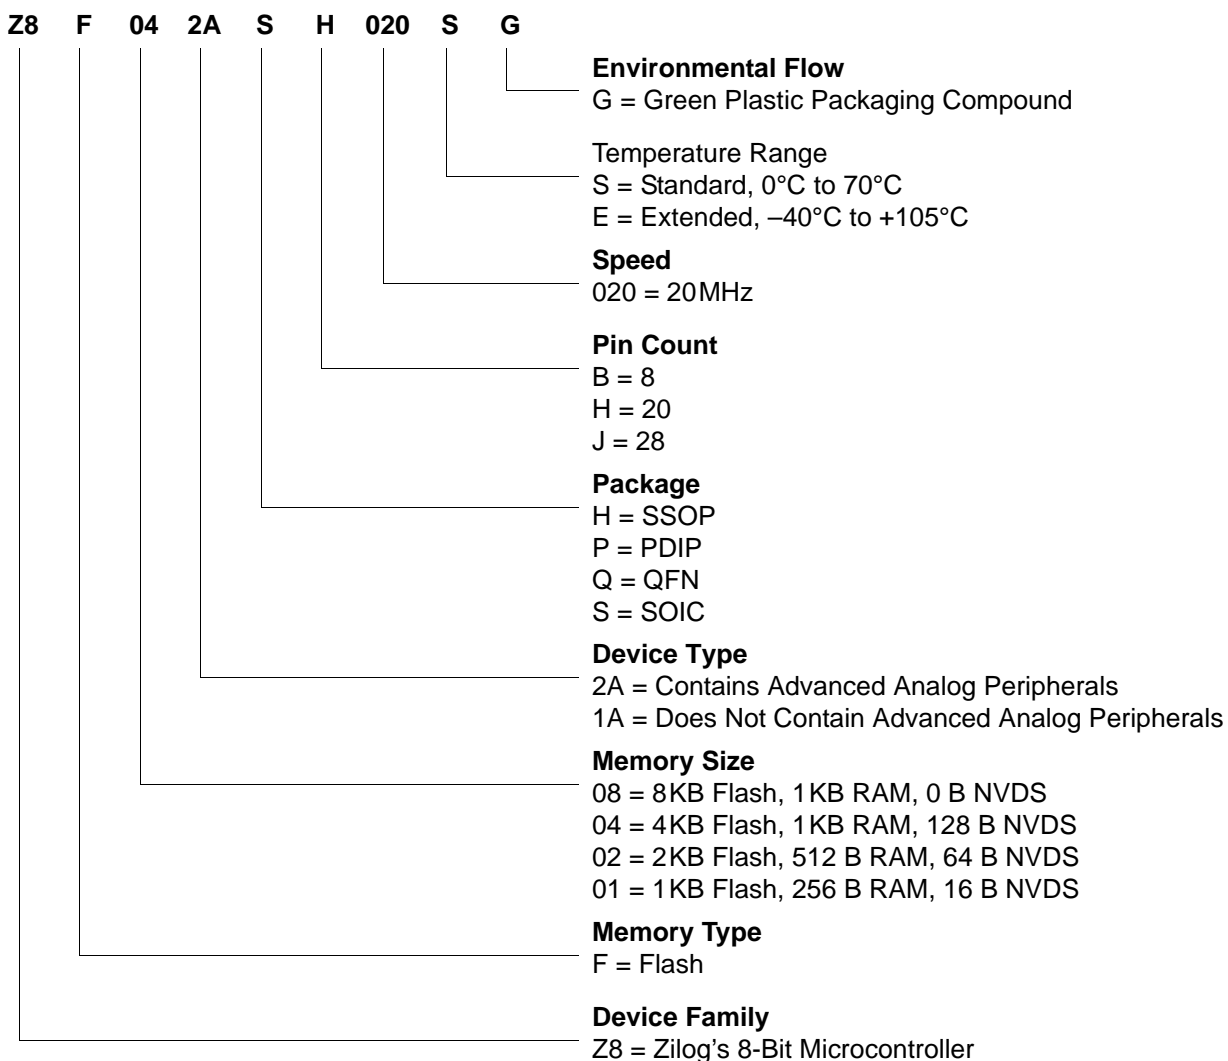 Z8 F 04 2A S H 020 S G
Environmental Flow
G = Green Plastic Packaging Compound
Temperature Range
S = Standard, 0°C to 70°C
E = Extended, –40°C to +105°C
Speed
020 = 20MHz
Pin Count
B = 8
H = 20
J = 28
Package
H = SSOP
P = PDIP
Q = QFN
S = SOIC
Device Type
2A = Contains Advanced Analog Peripherals
1A = Does Not Contain Advanced Analog Peripherals
Memory Size
08 = 8KB Flash, 1KB RAM, 0 B NVDS
04 = 4KB Flash, 1KB RAM, 128 B NVDS
02 = 2KB Flash, 512 B RAM, 64 B NVDS
01 = 1KB Flash, 256 B RAM, 16 B NVDS
Memory Type
F = Flash
Device Family
Z8 = Zilog's 8-Bit Microcontroller